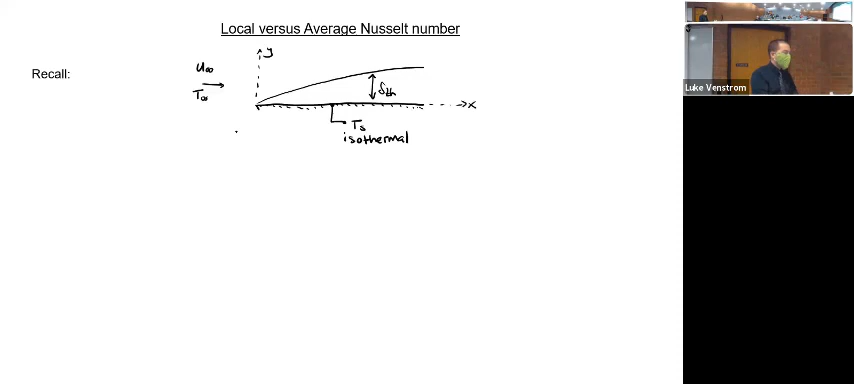 Local versus Average Nusselt number
y
Recall:
u∞
T∞
δth
x
Ts
isothermal
Luke Venstrom